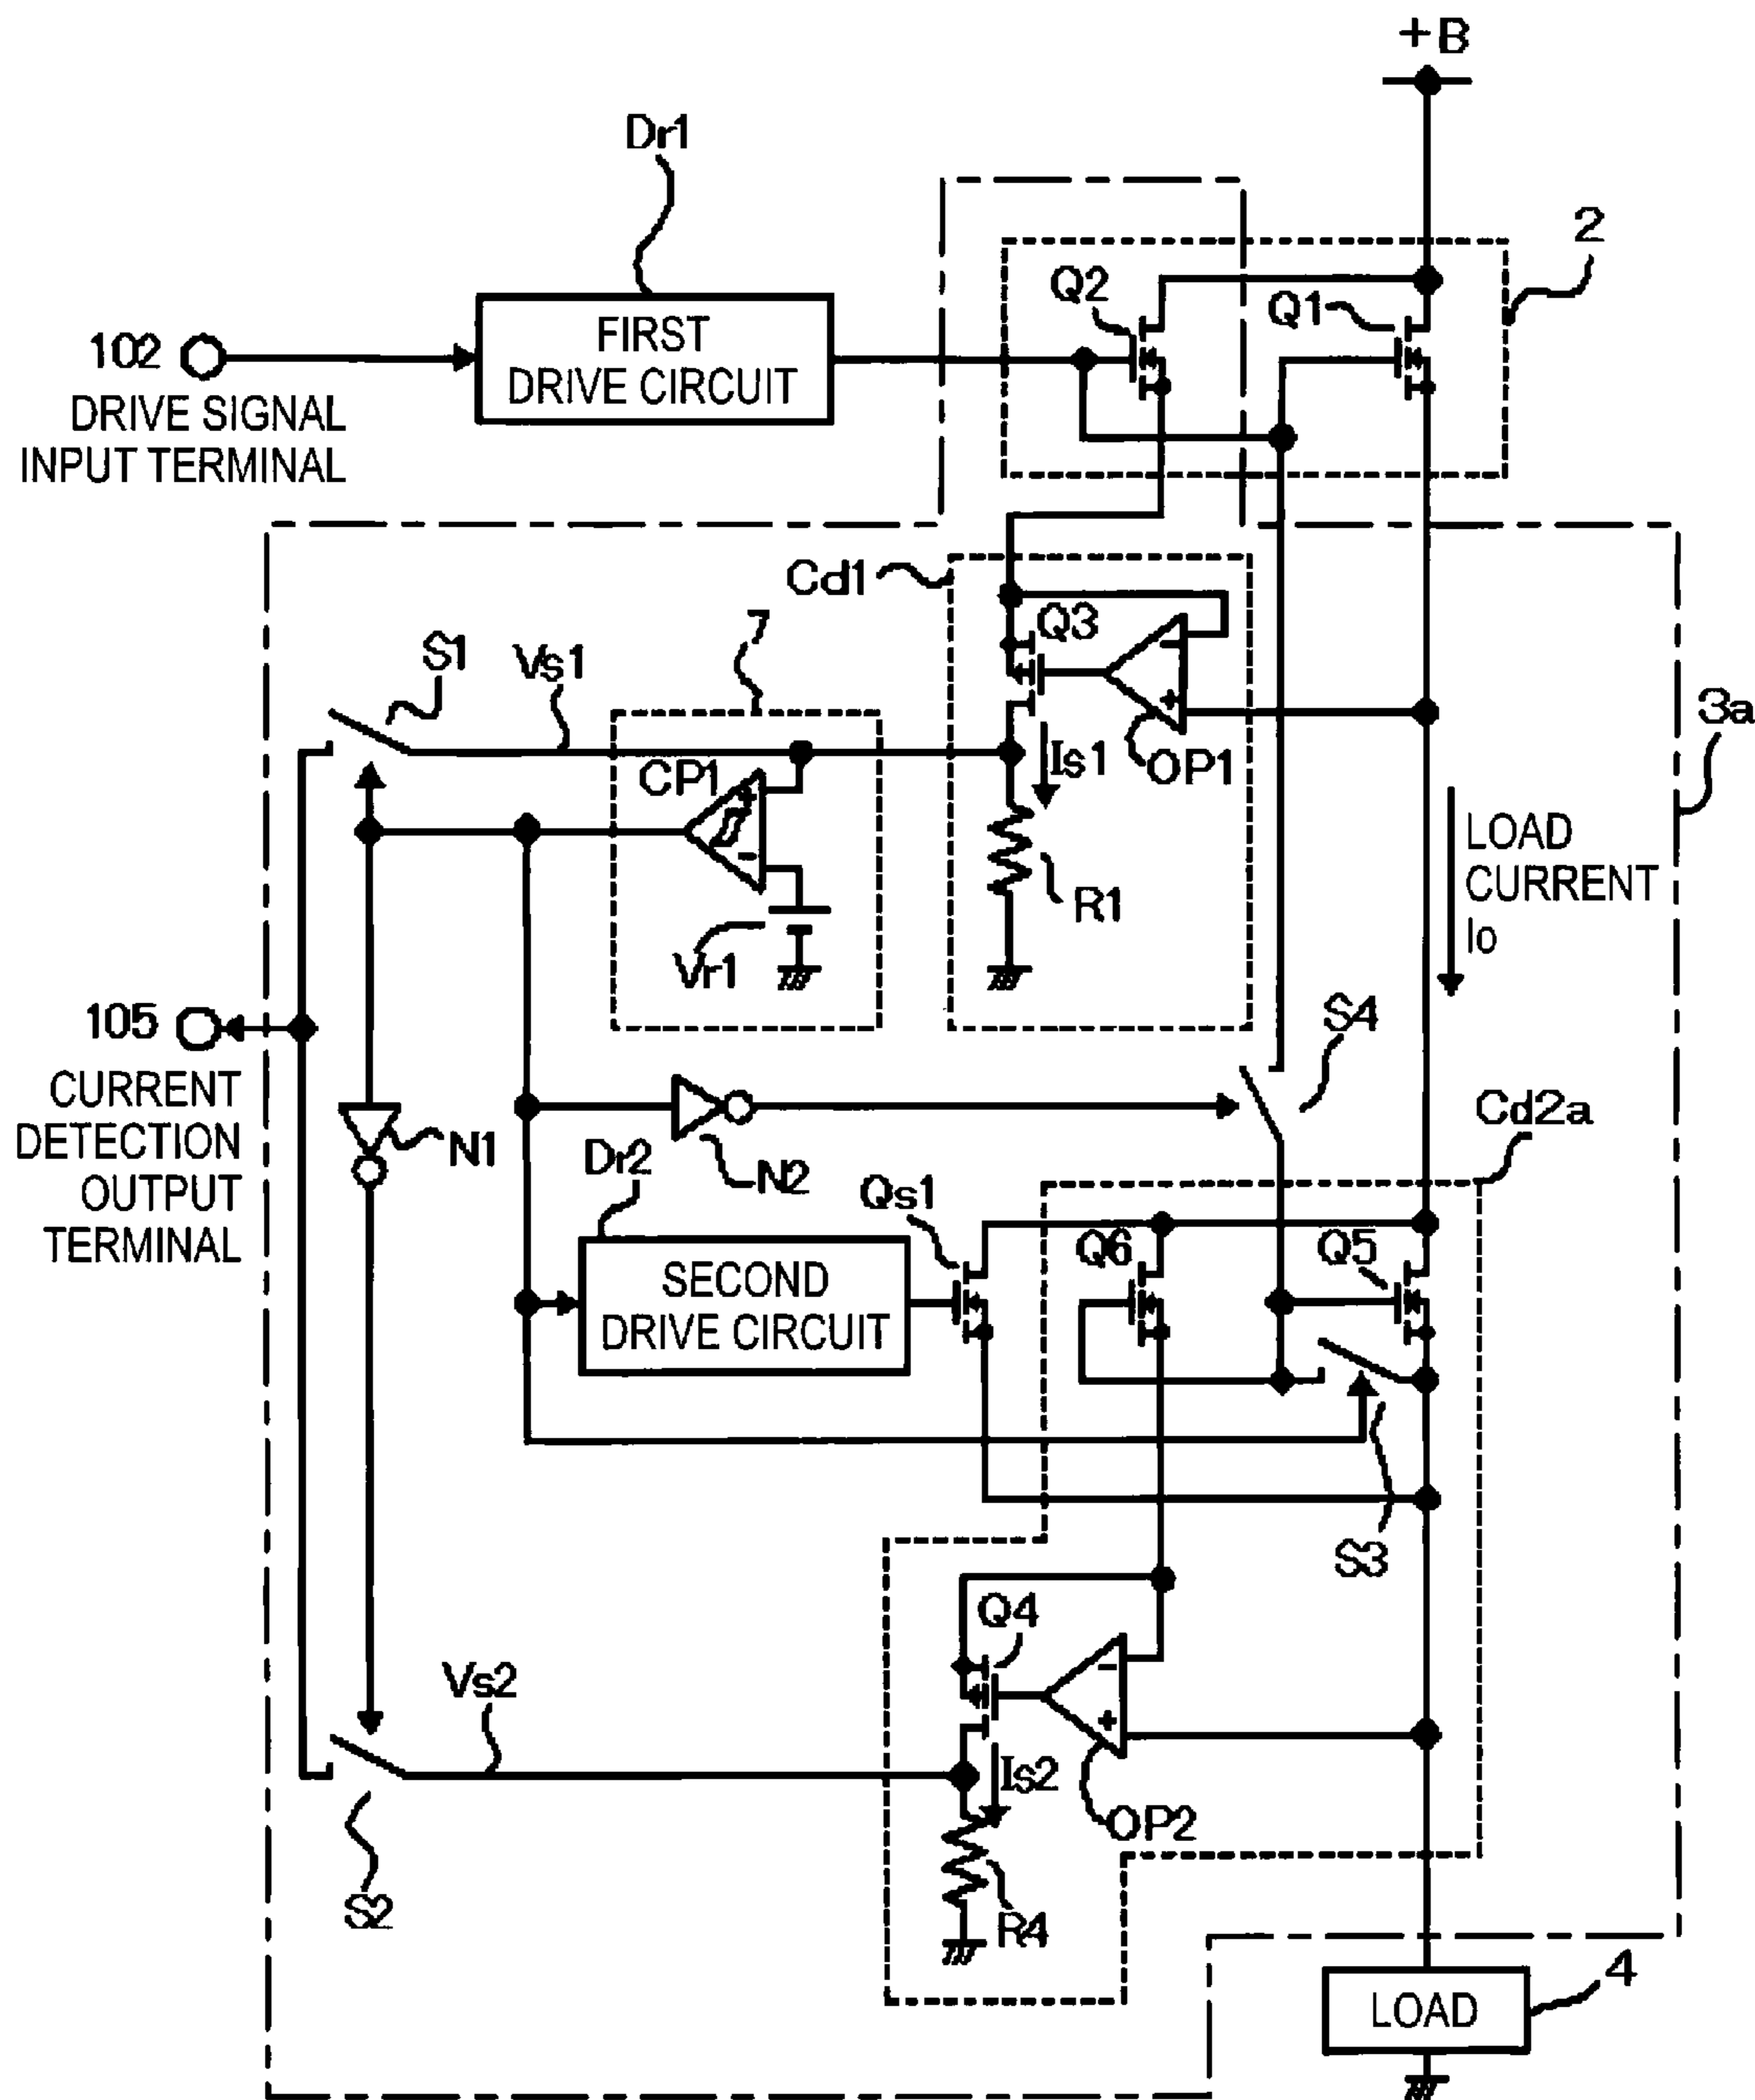 +B
Dr1
2
Q2
Q1
102
FIRST
DRIVE CIRCUIT
DRIVE SIGNAL
INPUT TERMINAL
Cd1
7
Q3
S1
Vs1
-
+
3a
CP1
+
Is1
OP1
-
LOAD
CURRENT
Io
R1
Vr1
105
S4
CURRENT
DETECTION
OUTPUT
TERMINAL
N1
Cd2a
Dr2
N2
Qs1
Q6
Q5
SECOND
DRIVE CIRCUIT
S3
Q4
Vs2
-
+
Is2
OP2
S2
R4
4
LOAD